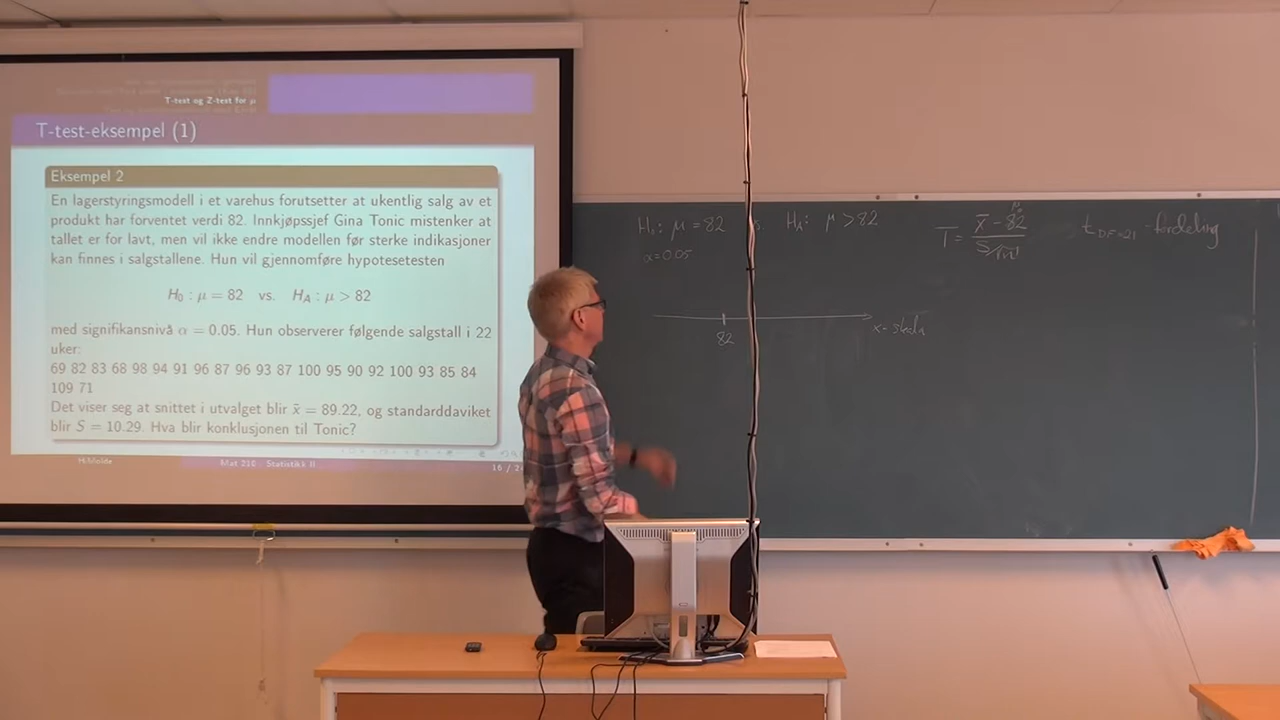 T-test og Z-test for μ
T-test-eksempel (1)
Eksempel 2
En lagerstyringsmodell i et varehus forutsetter at ukentlig salg av et
produkt har forventet verdi 82. Innkjøpssjef Gina Tonic mistenker at
tallet er for lavt, men vil ikke endre modellen før sterke indikasjoner
kan finnes i salgstallene. Hun vil gjennomføre hypotesetesten
H₀ : μ = 82 vs. H_A : μ > 82
med signifikansnivå α = 0.05. Hun observerer følgende salgstall i 22
uker:
69 82 83 68 98 94 91 96 87 96 93 87 100 95 90 92 100 93 85 84
109 71
Det viser seg at snittet i utvalget blir x̄ = 89.22, og standarddaviket
blir S = 10.29. Hva blir konklusjonen til Tonic?
Mat 210 - Statistikk II
16 / 2
H₀: μ = 82 vs. H_A: μ > 82
α = 0.05
82
x-skala
T = (x̄ - 82) / (S/√n)
t DF=21 - fordeling